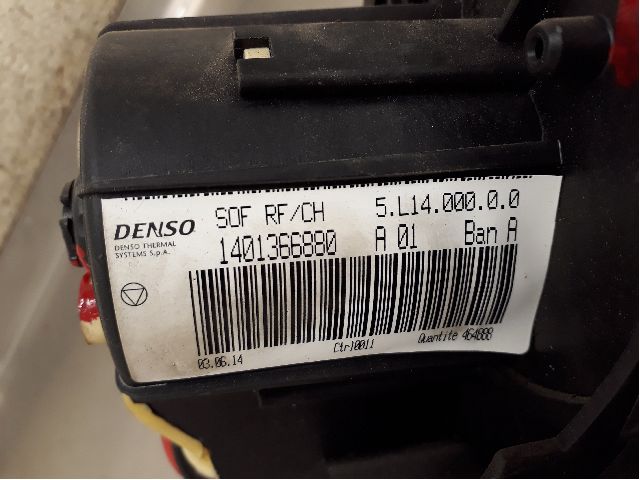 DENSO
DENSO THERMAL
SYSTEMS S.p.A.
SOF RF/CH 5.L14.000.0.0
1401366880 A 01 Ban A
03.06.14 Ctrl0011 Quantite 464888